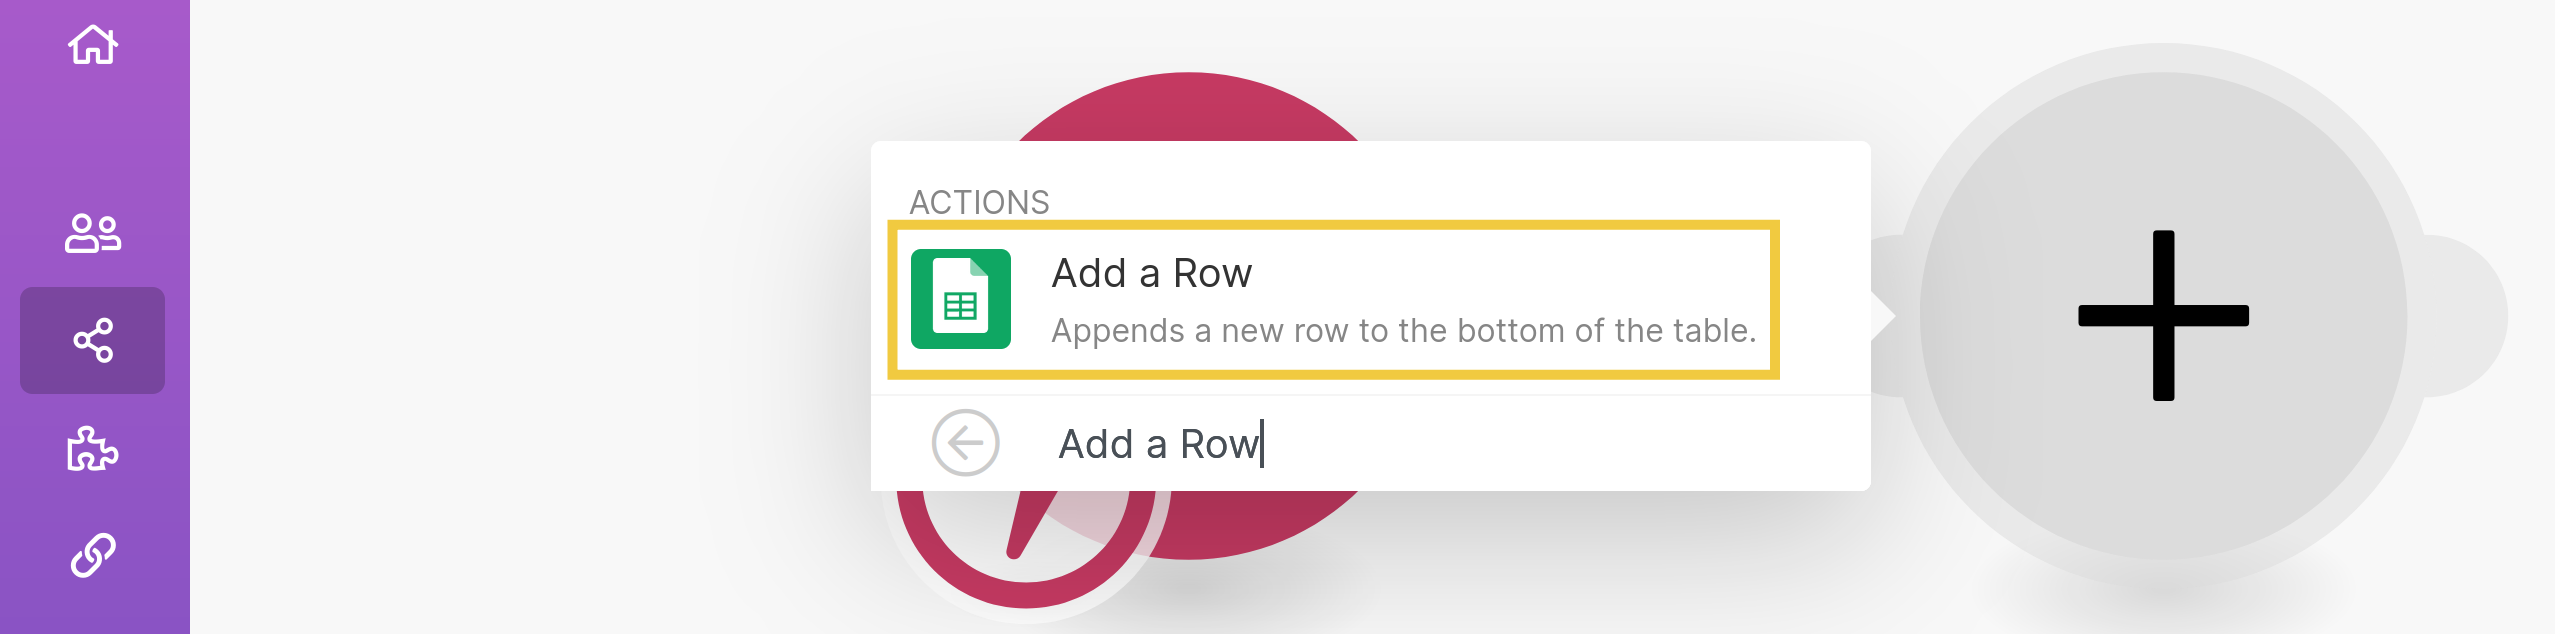 ACTIONS
Add a Row
Appends a new row to the bottom of the table.
Add a Row